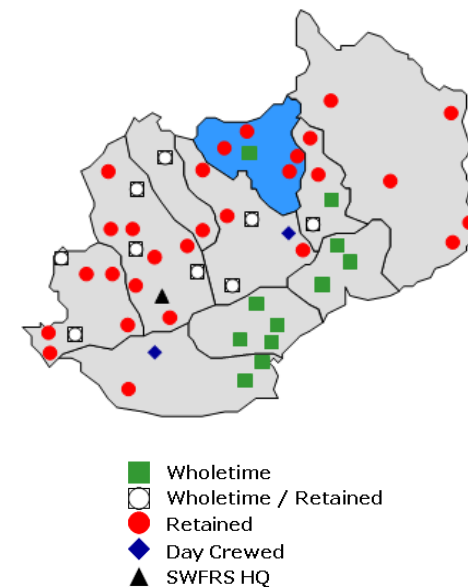 Wholetime
Wholetime / Retained
Retained
Day Crewed
SWFRS HQ